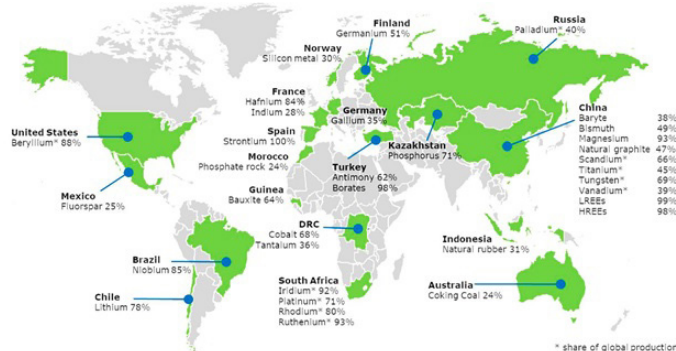 Finland
Germanium 51%
Russia
Palladium* 40%
Norway
Silicon metal 30%
France
Hafnium 84%
Indium 28%
Germany
Gallium 35%
United States
Beryllium* 88%
Spain
Strontium 100%
Kazakhstan
Phosphorus 71%
China
Baryte 38%
Bismuth 49%
Magnesium 93%
Natural graphite 47%
Scandium* 66%
Titanium* 45%
Tungsten* 69%
Vanadium* 39%
LREEs 99%
HREEs 98%
Morocco
Phosphate rock 24%
Turkey
Antimony 62%
Borates 98%
Mexico
Fluorspar 25%
Guinea
Bauxite 64%
DRC
Cobalt 68%
Tantalum 36%
Indonesia
Natural rubber 31%
Brazil
Niobium 85%
South Africa
Iridium* 92%
Platinum* 71%
Rhodium* 80%
Ruthenium* 93%
Australia
Coking Coal 24%
Chile
Lithium 78%
* share of global production